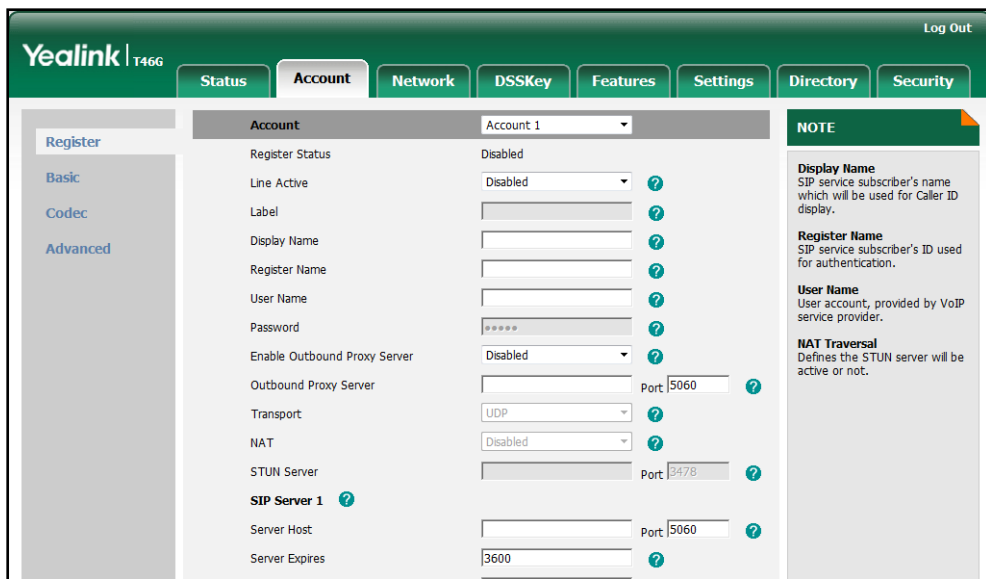 Log Out
Yealink T46G
Status Account Network DSSKey Features Settings Directory Security
Register
Basic
Codec
Advanced
Account Account 1
Register Status Disabled
Line Active Disabled ?
Label ?
Display Name ?
Register Name ?
User Name ?
Password •••••• ?
Enable Outbound Proxy Server Disabled ?
Outbound Proxy Server Port 5060 ?
Transport UDP ?
NAT Disabled ?
STUN Server Port 3478 ?
SIP Server 1 ?
Server Host Port 5060 ?
Server Expires 3600 ?
NOTE
Display Name
SIP service subscriber's name
which will be used for Caller ID
display.
Register Name
SIP service subscriber's ID used
for authentication.
User Name
User account, provided by VoIP
service provider.
NAT Traversal
Defines the STUN server will be
active or not.